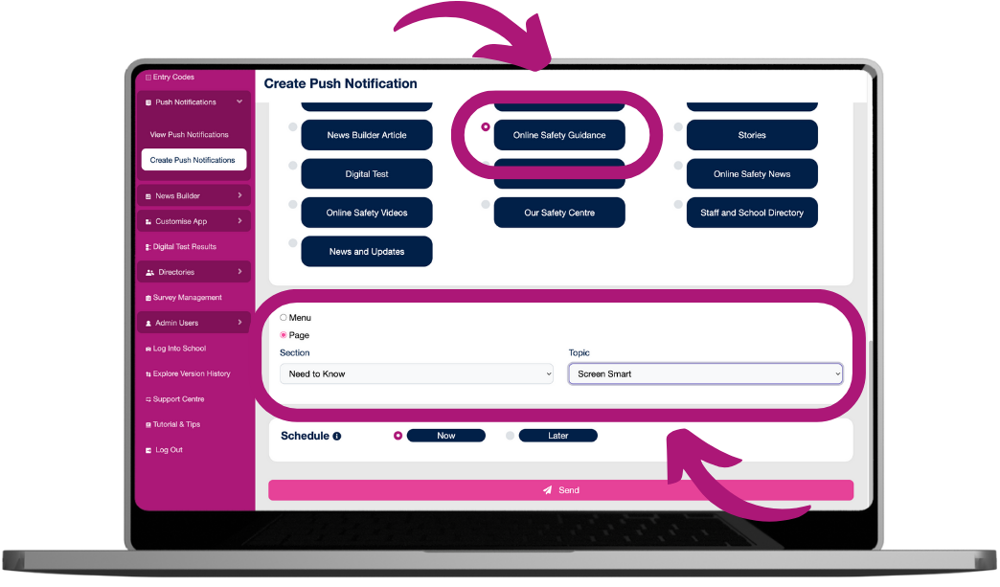 Entry Codes
Push Notifications
View Push Notifications
Create Push Notifications
News Builder
Customise App
Digital Test Results
Directories
Survey Management
Admin Users
Log Into School
Explore Version History
Support Centre
Tutorial & Tips
Log Out
Create Push Notification
News Builder Article
Online Safety Guidance
Stories
Digital Test
Online Safety News
Online Safety Videos
Our Safety Centre
Staff and School Directory
News and Updates
Menu
Page
Section
Topic
Need to Know
Screen Smart
Schedule
Now
Later
Send